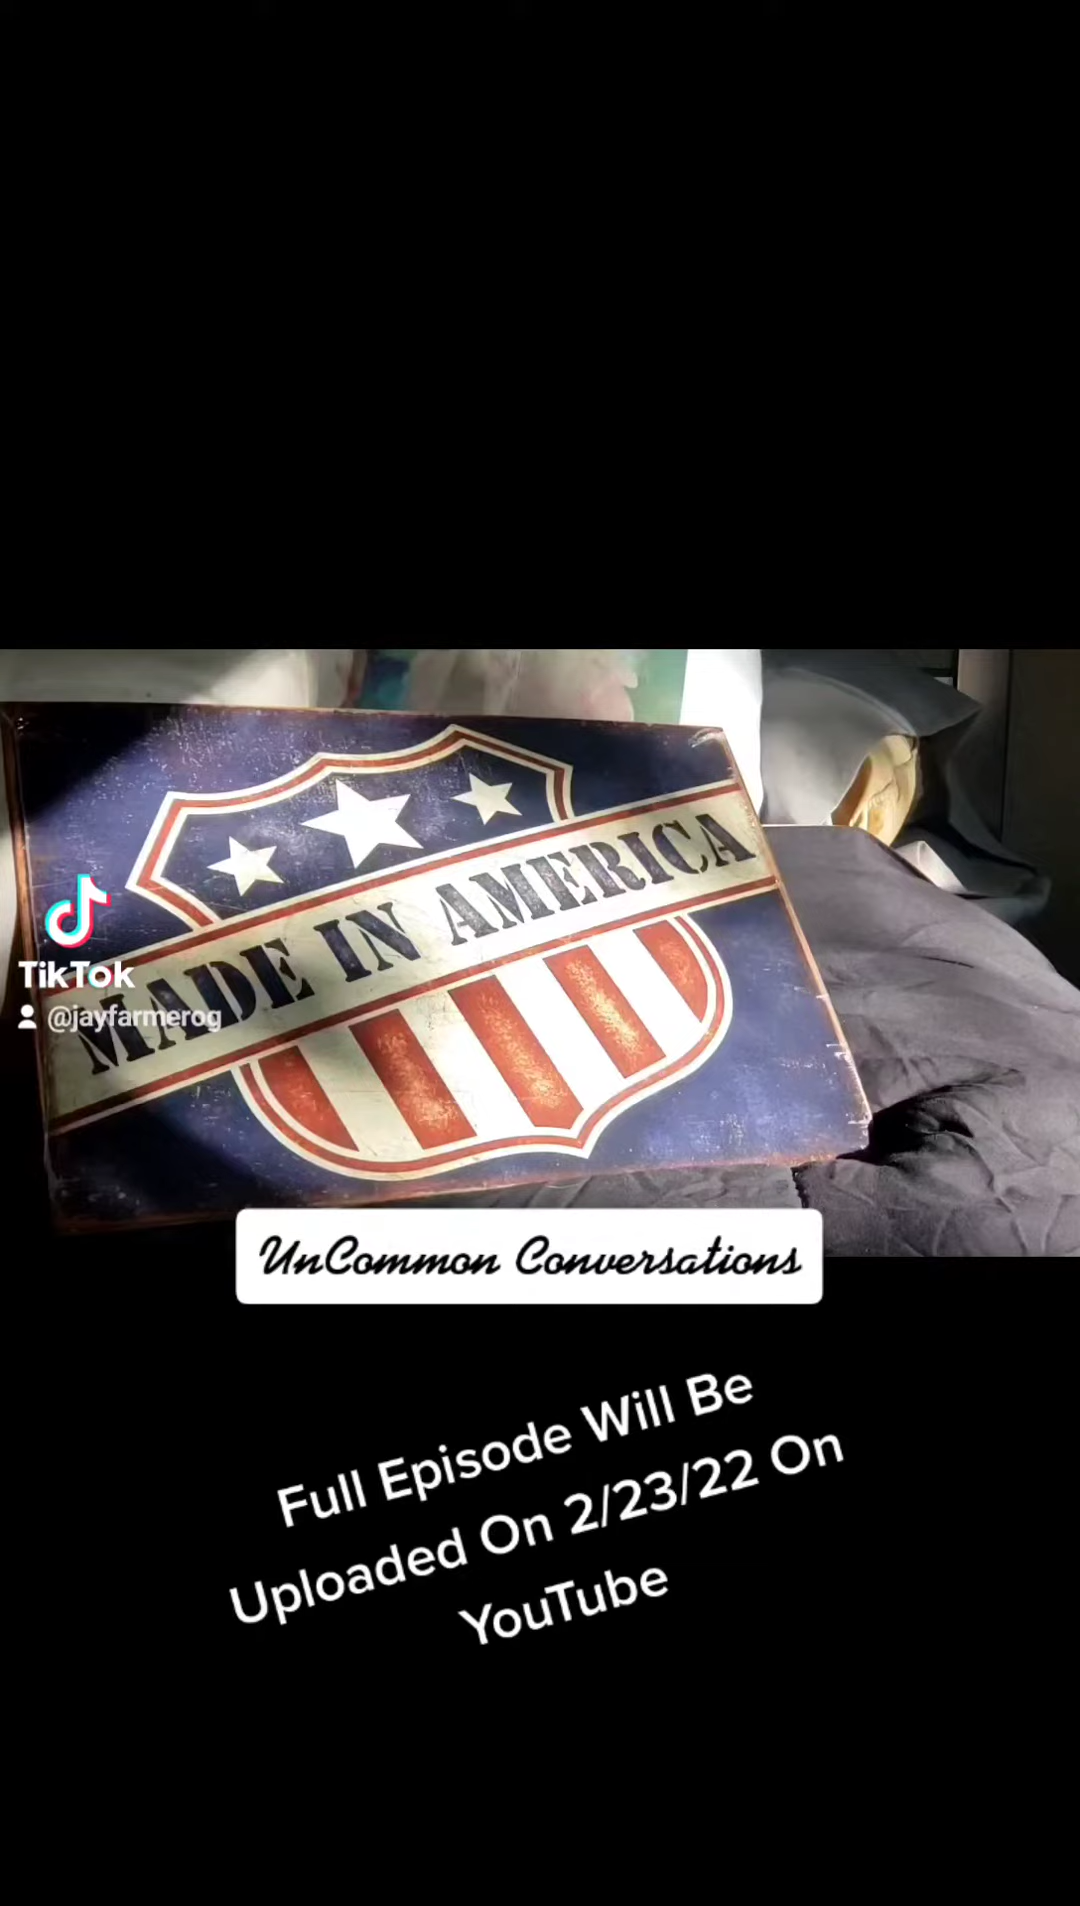 MADE IN AMERICA
TikTok
@jayfarmerog
UnCommon Conversations
Full Episode Will Be
Uploaded On 2/23/22 On
YouTube